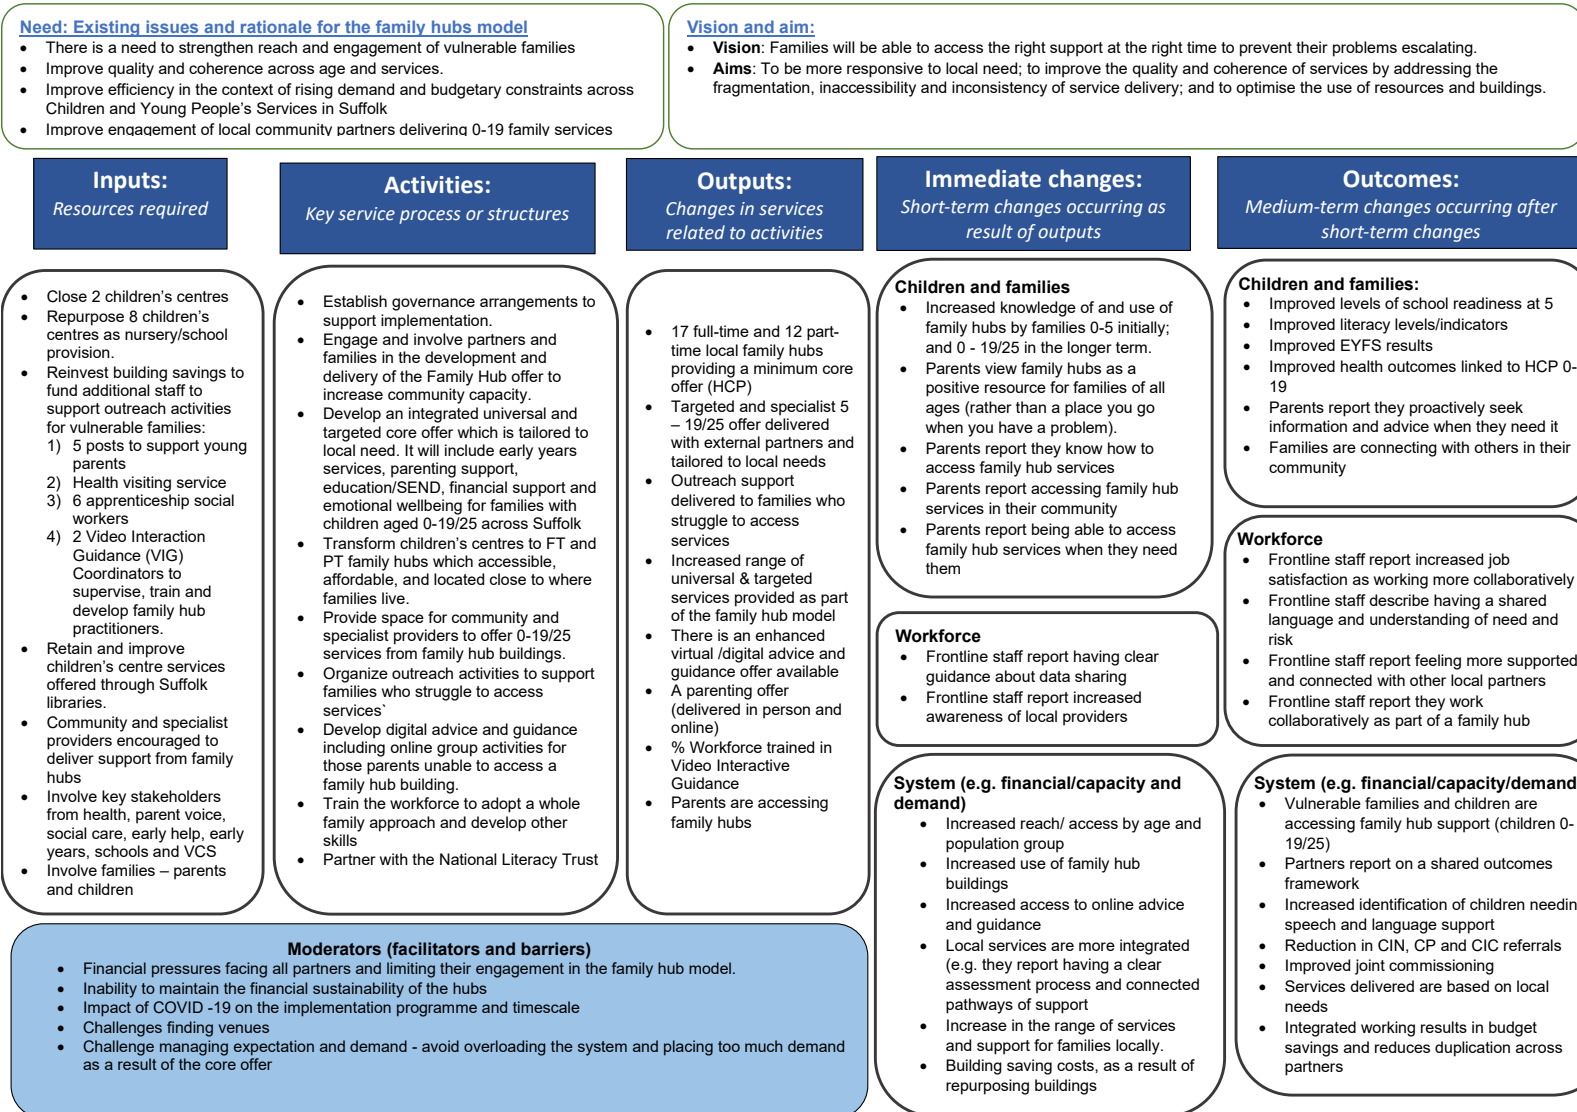 Need: Existing issues and rationale for the family hubs model
• There is a need to strengthen reach and engagement of vulnerable families
• Improve quality and coherence across age and services.
• Improve efficiency in the context of rising demand and budgetary constraints across
Children and Young People's Services in Suffolk
• Improve engagement of local community partners delivering 0-19 family services
Vision and aim:
• Vision: Families will be able to access the right support at the right time to prevent their problems escalating.
• Aims: To be more responsive to local need; to improve the quality and coherence of services by addressing the
fragmentation, inaccessibility and inconsistency of service delivery; and to optimise the use of resources and buildings.
Inputs:
Resources required
• Close 2 children's centres
• Repurpose 8 children's
centres as nursery/school
provision.
• Reinvest building savings to
fund additional staff to
support outreach activities
for vulnerable families:
1) 5 posts to support young
parents
2) Health visiting service
3) 6 apprenticeship social
workers
4) 2 Video Interaction
Guidance (VIG)
Coordinators to
supervise, train and
develop family hub
practitioners.
• Retain and improve
children's centre services
offered through Suffolk
libraries.
• Community and specialist
providers encouraged to
deliver support from family
hubs
• Involve key stakeholders
from health, parent voice,
social care, early help, early
years, schools and VCS
• Involve families – parents
and children
Activities:
Key service process or structures
• Establish governance arrangements to
support implementation.
• Engage and involve partners and
families in the development and
delivery of the Family Hub offer to
increase community capacity.
• Develop an integrated universal and
targeted core offer which is tailored to
local need. It will include early years
services, parenting support,
education/SEND, financial support and
emotional wellbeing for families with
children aged 0-19/25 across Suffolk
• Transform children's centres to FT and
PT family hubs which accessible,
affordable, and located close to where
families live.
• Provide space for community and
specialist providers to offer 0-19/25
services from family hub buildings.
• Organize outreach activities to support
families who struggle to access
services`
• Develop digital advice and guidance
including online group activities for
those parents unable to access a
family hub building.
• Train the workforce to adopt a whole
family approach and develop other
skills
• Partner with the National Literacy Trust
Outputs:
Changes in services
related to activities
• 17 full-time and 12 part-
time local family hubs
providing a minimum core
offer (HCP)
• Targeted and specialist 5
– 19/25 offer delivered
with external partners and
tailored to local needs
• Outreach support
delivered to families who
struggle to access
services
• Increased range of
universal & targeted
services provided as part
of the family hub model
• There is an enhanced
virtual /digital advice and
guidance offer available
• A parenting offer
(delivered in person and
online)
• % Workforce trained in
Video Interactive
Guidance
• Parents are accessing
family hubs
Immediate changes:
Short-term changes occurring as
result of outputs
Children and families
• Increased knowledge of and use of
family hubs by families 0-5 initially;
and 0 - 19/25 in the longer term.
• Parents view family hubs as a
positive resource for families of all
ages (rather than a place you go
when you have a problem).
• Parents report they know how to
access family hub services
• Parents report accessing family hub
services in their community
• Parents report being able to access
family hub services when they need
them
Workforce
• Frontline staff report having clear
guidance about data sharing
• Frontline staff report increased
awareness of local providers
System (e.g. financial/capacity and
demand)
• Increased reach/ access by age and
population group
• Increased use of family hub
buildings
• Increased access to online advice
and guidance
• Local services are more integrated
(e.g. they report having a clear
assessment process and connected
pathways of support
• Increase in the range of services
and support for families locally.
• Building saving costs, as a result of
repurposing buildings
Outcomes:
Medium-term changes occurring after
short-term changes
Children and families:
• Improved levels of school readiness at 5
• Improved literacy levels/indicators
• Improved EYFS results
• Improved health outcomes linked to HCP 0-
19
• Parents report they proactively seek
information and advice when they need it
• Families are connecting with others in their
community
Workforce
• Frontline staff report increased job
satisfaction as working more collaboratively
• Frontline staff describe having a shared
language and understanding of need and
risk
• Frontline staff report feeling more supported
and connected with other local partners
• Frontline staff report they work
collaboratively as part of a family hub
System (e.g. financial/capacity/demand
• Vulnerable families and children are
accessing family hub support (children 0-
19/25)
• Partners report on a shared outcomes
framework
• Increased identification of children needin
speech and language support
• Reduction in CIN, CP and CIC referrals
• Improved joint commissioning
• Services delivered are based on local
needs
• Integrated working results in budget
savings and reduces duplication across
partners
Moderators (facilitators and barriers)
• Financial pressures facing all partners and limiting their engagement in the family hub model.
• Inability to maintain the financial sustainability of the hubs
• Impact of COVID -19 on the implementation programme and timescale
• Challenges finding venues
• Challenge managing expectation and demand - avoid overloading the system and placing too much demand
as a result of the core offer